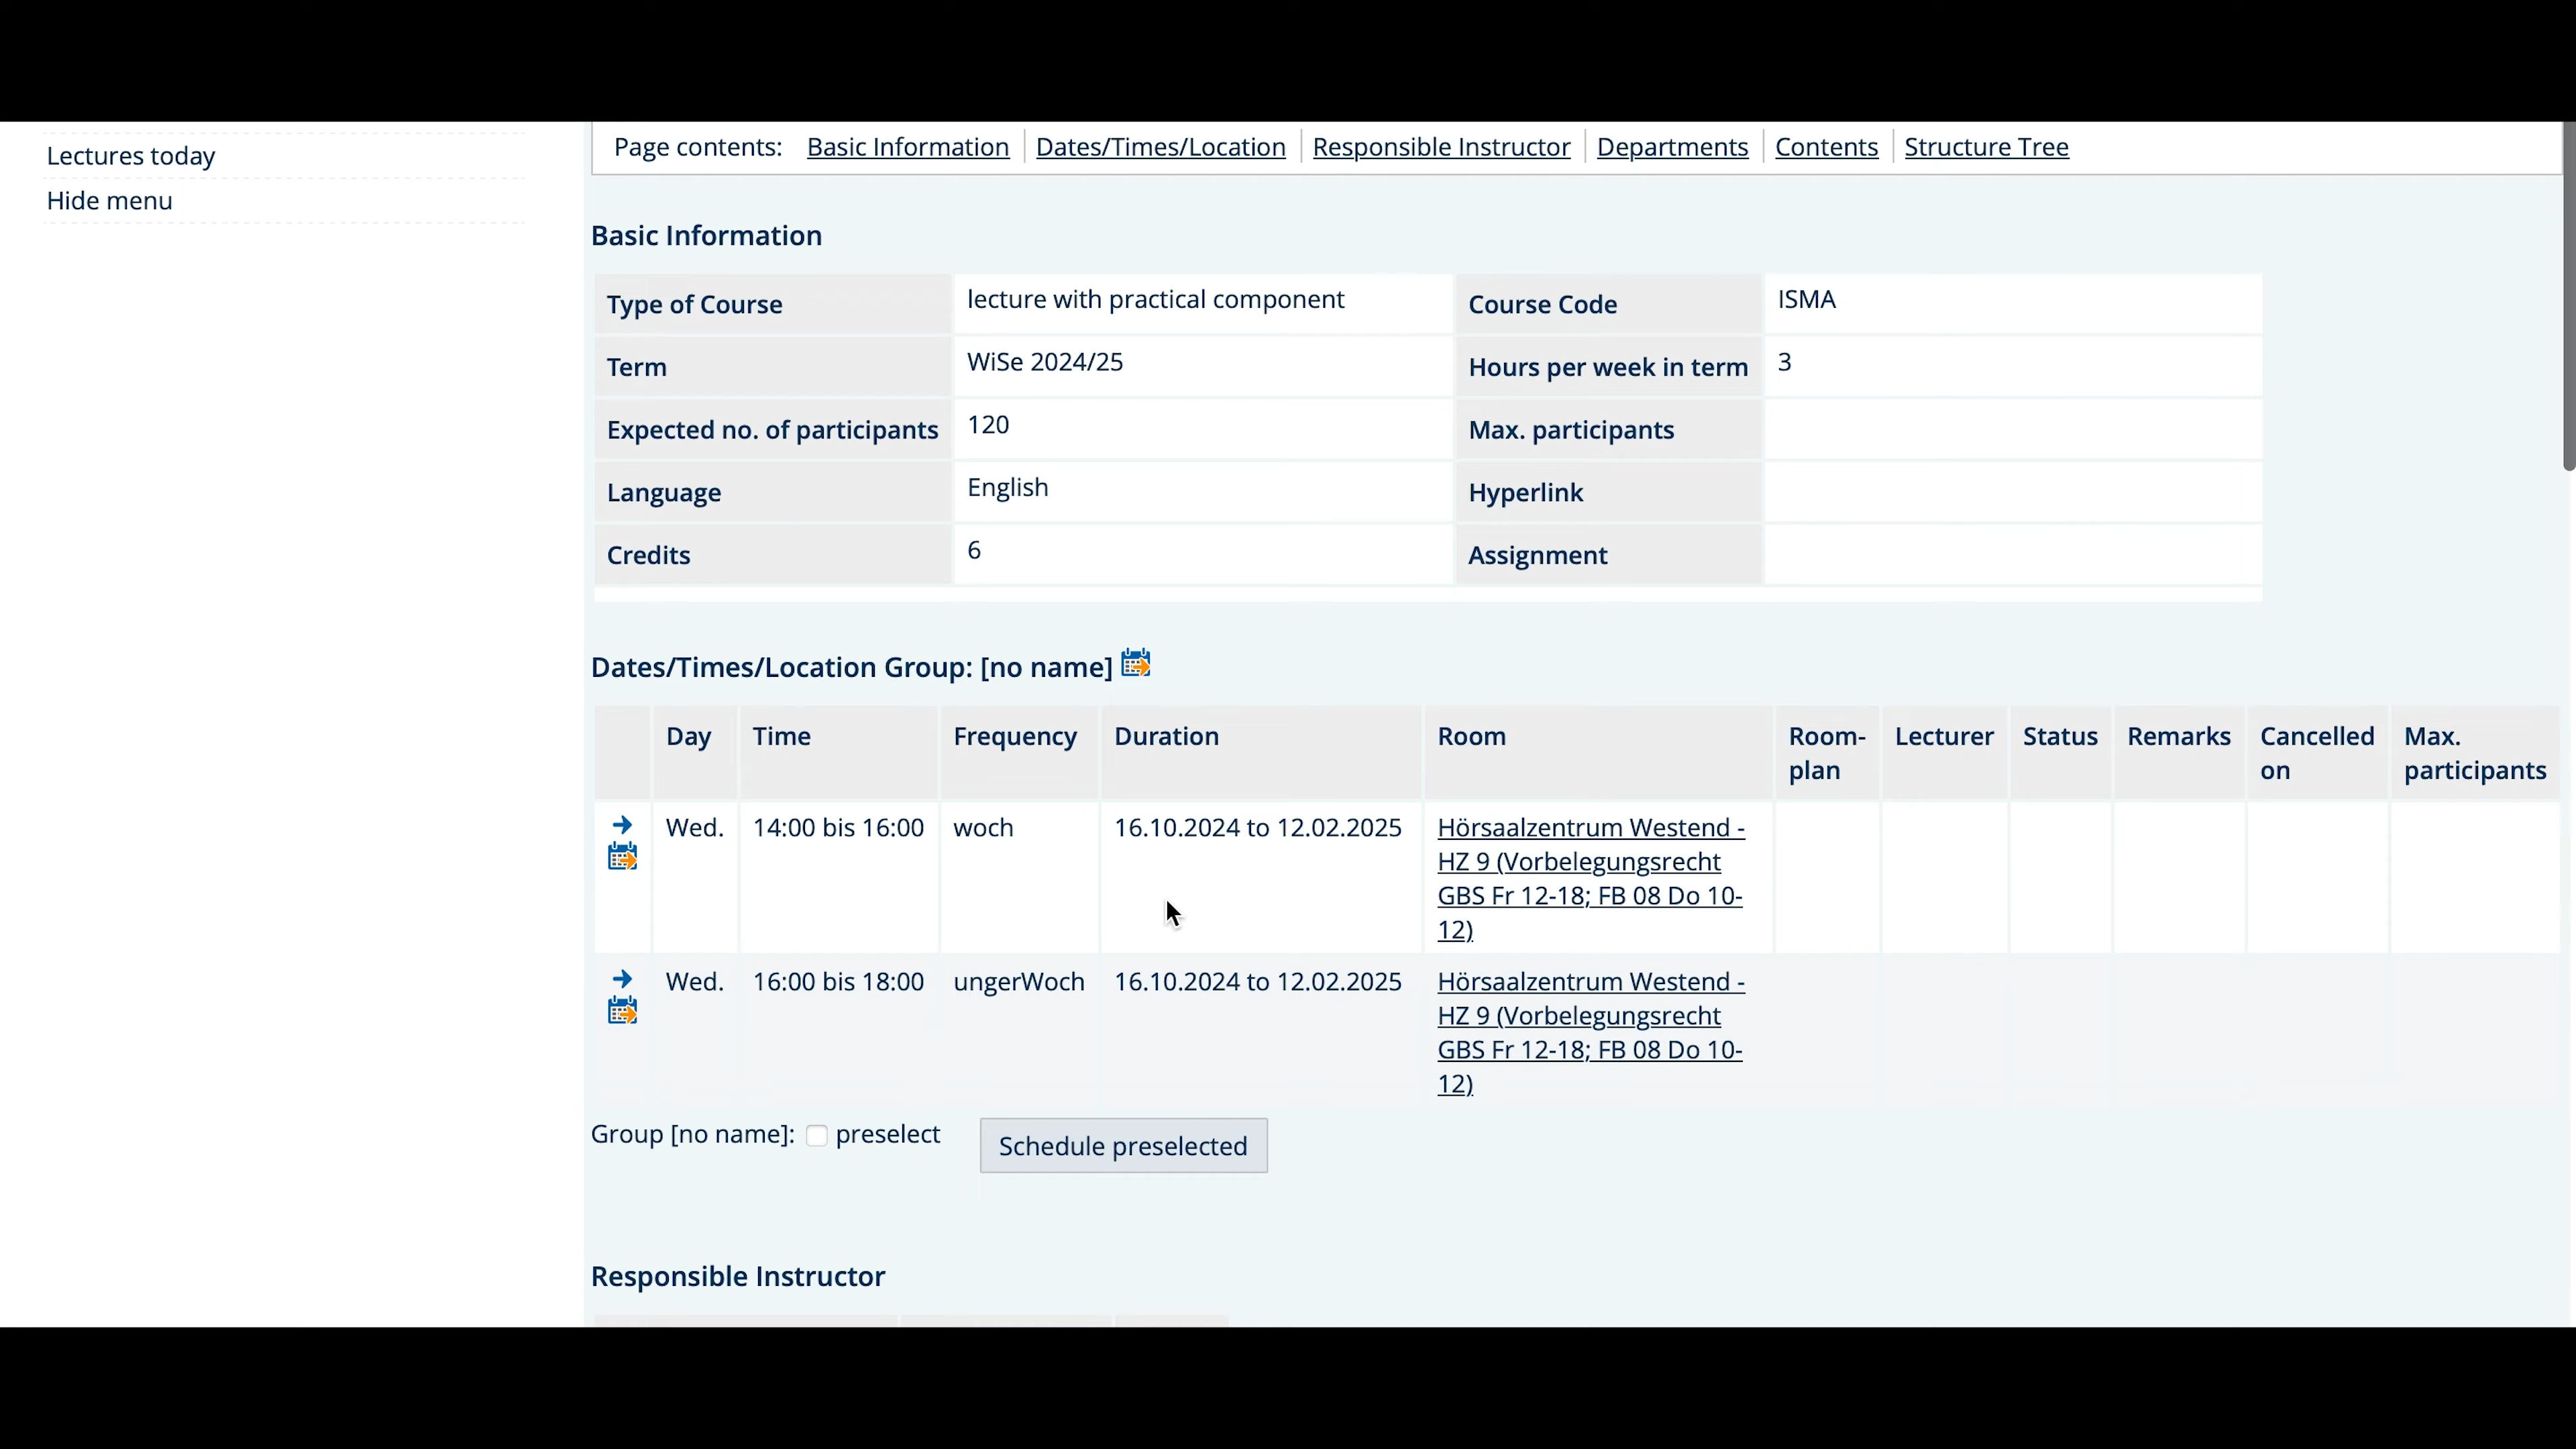 Lectures today
Hide menu
Page contents: Basic Information Dates/Times/Location Responsible Instructor Departments Contents Structure Tree
Basic Information
Type of Course lecture with practical component Course Code ISMA
Term WiSe 2024/25 Hours per week in term 3
Expected no. of participants 120 Max. participants
Language English Hyperlink
Credits 6 Assignment
Dates/Times/Location Group: [no name]
Day Time Frequency Duration Room Room- Lecturer Status Remarks Cancelled Max.
plan on participants
Wed. 14:00 bis 16:00 woch 16.10.2024 to 12.02.2025 Hörsaalzentrum Westend -
HZ 9 (Vorbelegungsrecht
GBS Fr 12-18; FB 08 Do 10-
12)
Wed. 16:00 bis 18:00 ungerWoch 16.10.2024 to 12.02.2025 Hörsaalzentrum Westend -
HZ 9 (Vorbelegungsrecht
GBS Fr 12-18; FB 08 Do 10-
12)
Group [no name]: preselect Schedule preselected
Responsible Instructor